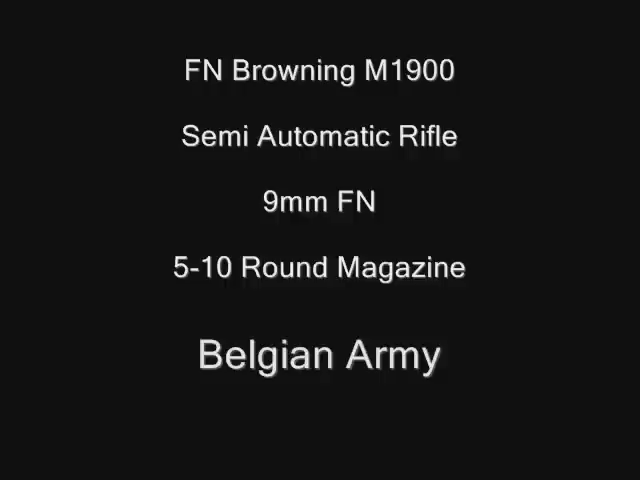 FN Browning M1900
Semi Automatic Rifle
9mm FN
5-10 Round Magazine
Belgian Army